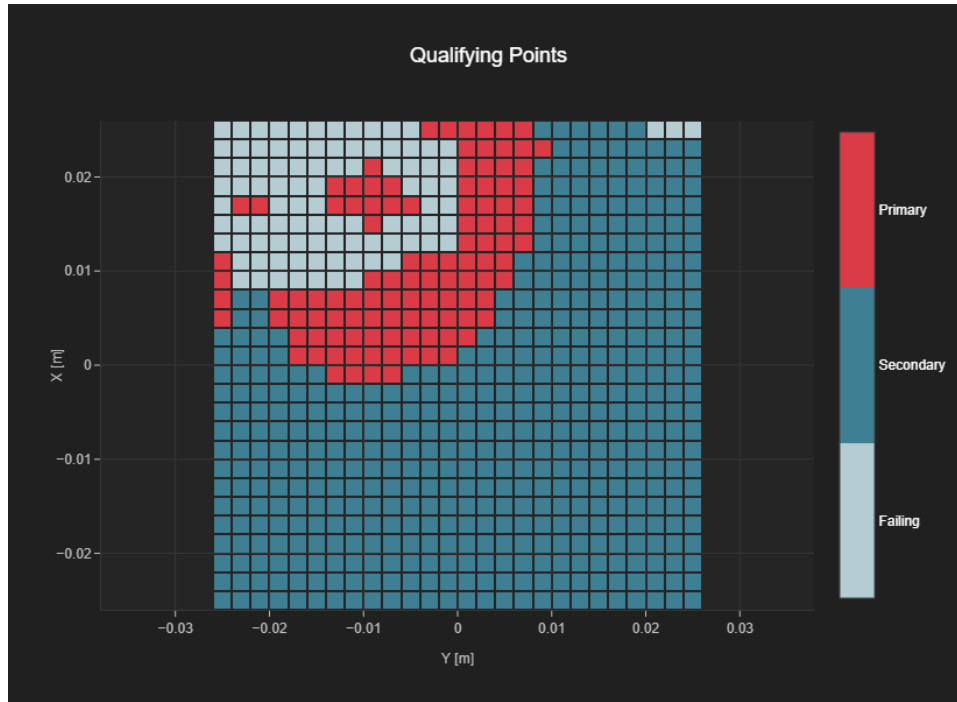 Qualifying Points
0.02
0.01
0
−0.01
−0.02
X [m]
−0.03
−0.02
−0.01
0
0.01
0.02
0.03
Y [m]
Primary
Secondary
Failing